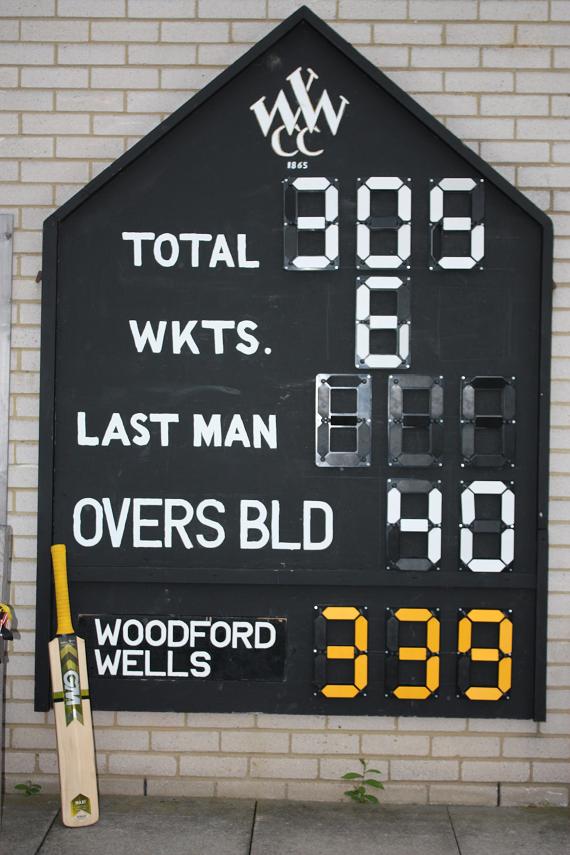 WW
CC
1865
TOTAL 305
WKTS. 6
LAST MAN
OVERS BLD 40
WOODFORD
WELLS 339
GM